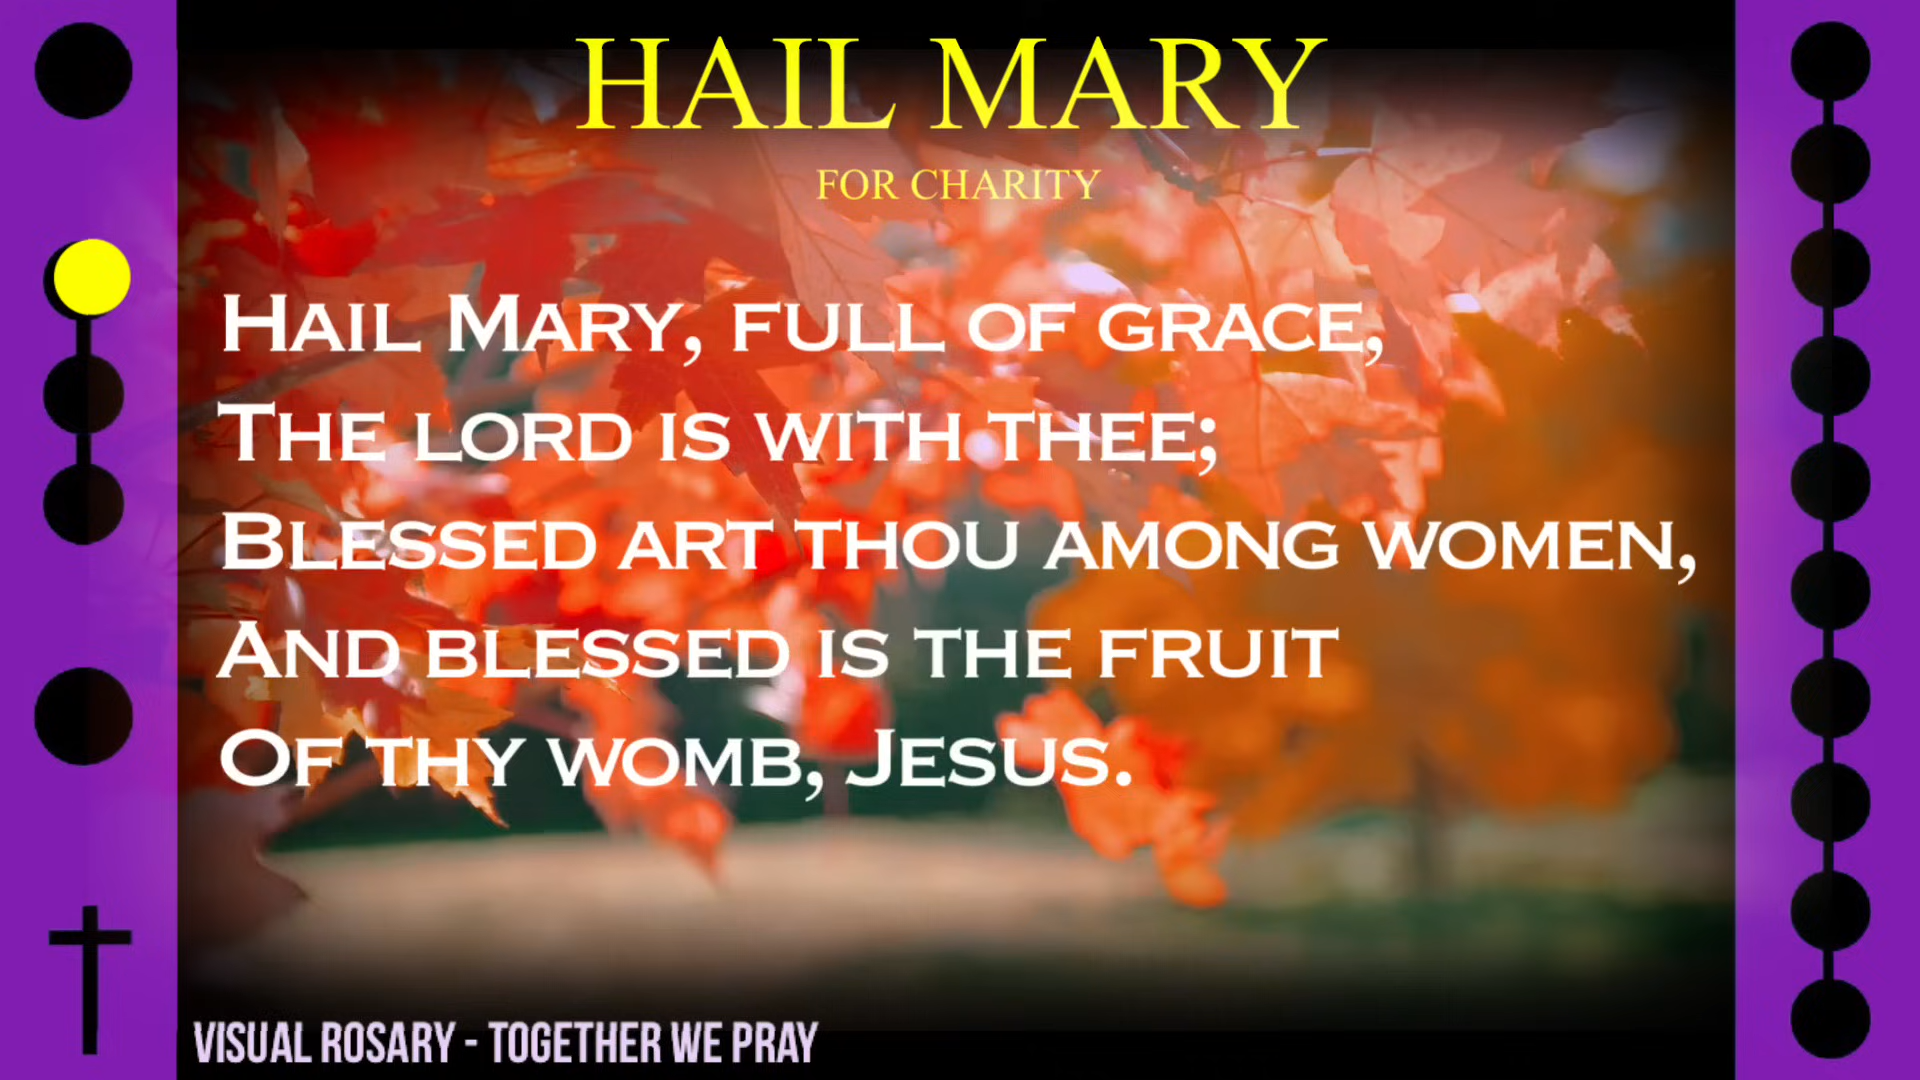 HAIL MARY
FOR CHARITY
Hail Mary, full of grace,
The lord is with thee;
Blessed art thou among women,
And blessed is the fruit
Of thy womb, Jesus.
VISUAL ROSARY - TOGETHER WE PRAY